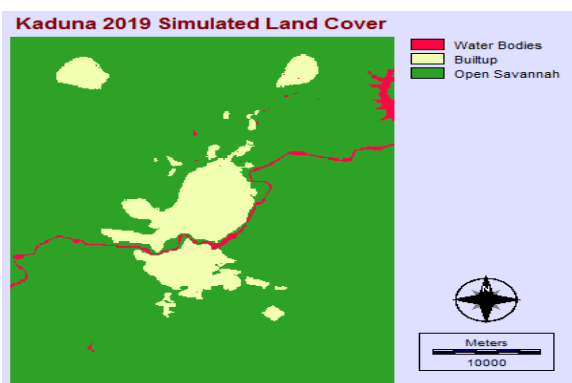 Kaduna 2019 Simulated Land Cover
Water Bodies
Builtup
Open Savannah
N
Meters
10000